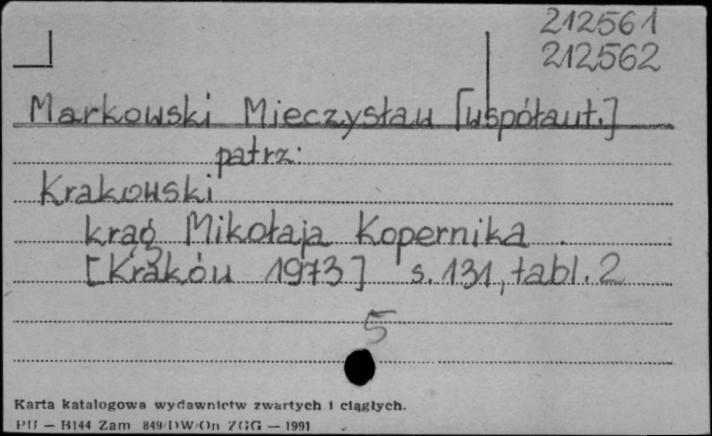 212561
212562
Markowski Mieczysław [współaut.]
patrz:
Krakowski
krąg Mikołaja Kopernika.
[Kraków 1973] s. 131, tabl. 2
5
Karta katalogowa wydawnictw zwartych i ciągłych.
PU — B144 Zam 849/DW/On ZGG — 1991